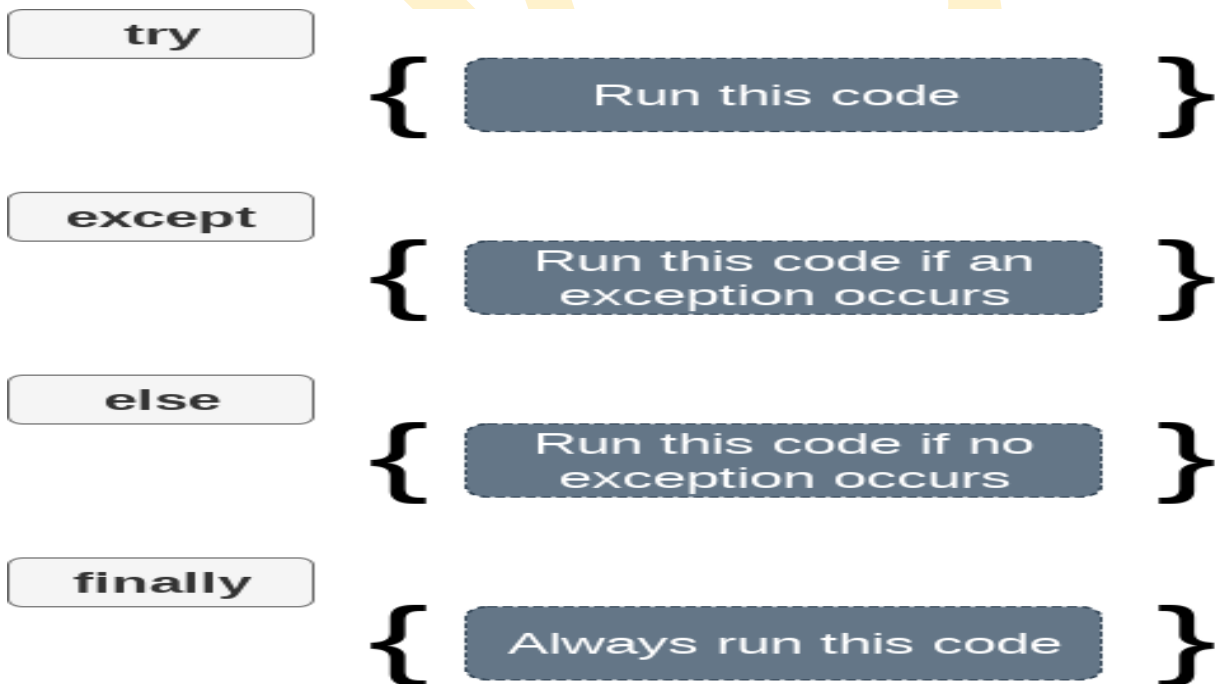 try
{ Run this code }
except
{ Run this code if an
exception occurs }
else
{ Run this code if no
exception occurs }
finally
{ Always run this code }